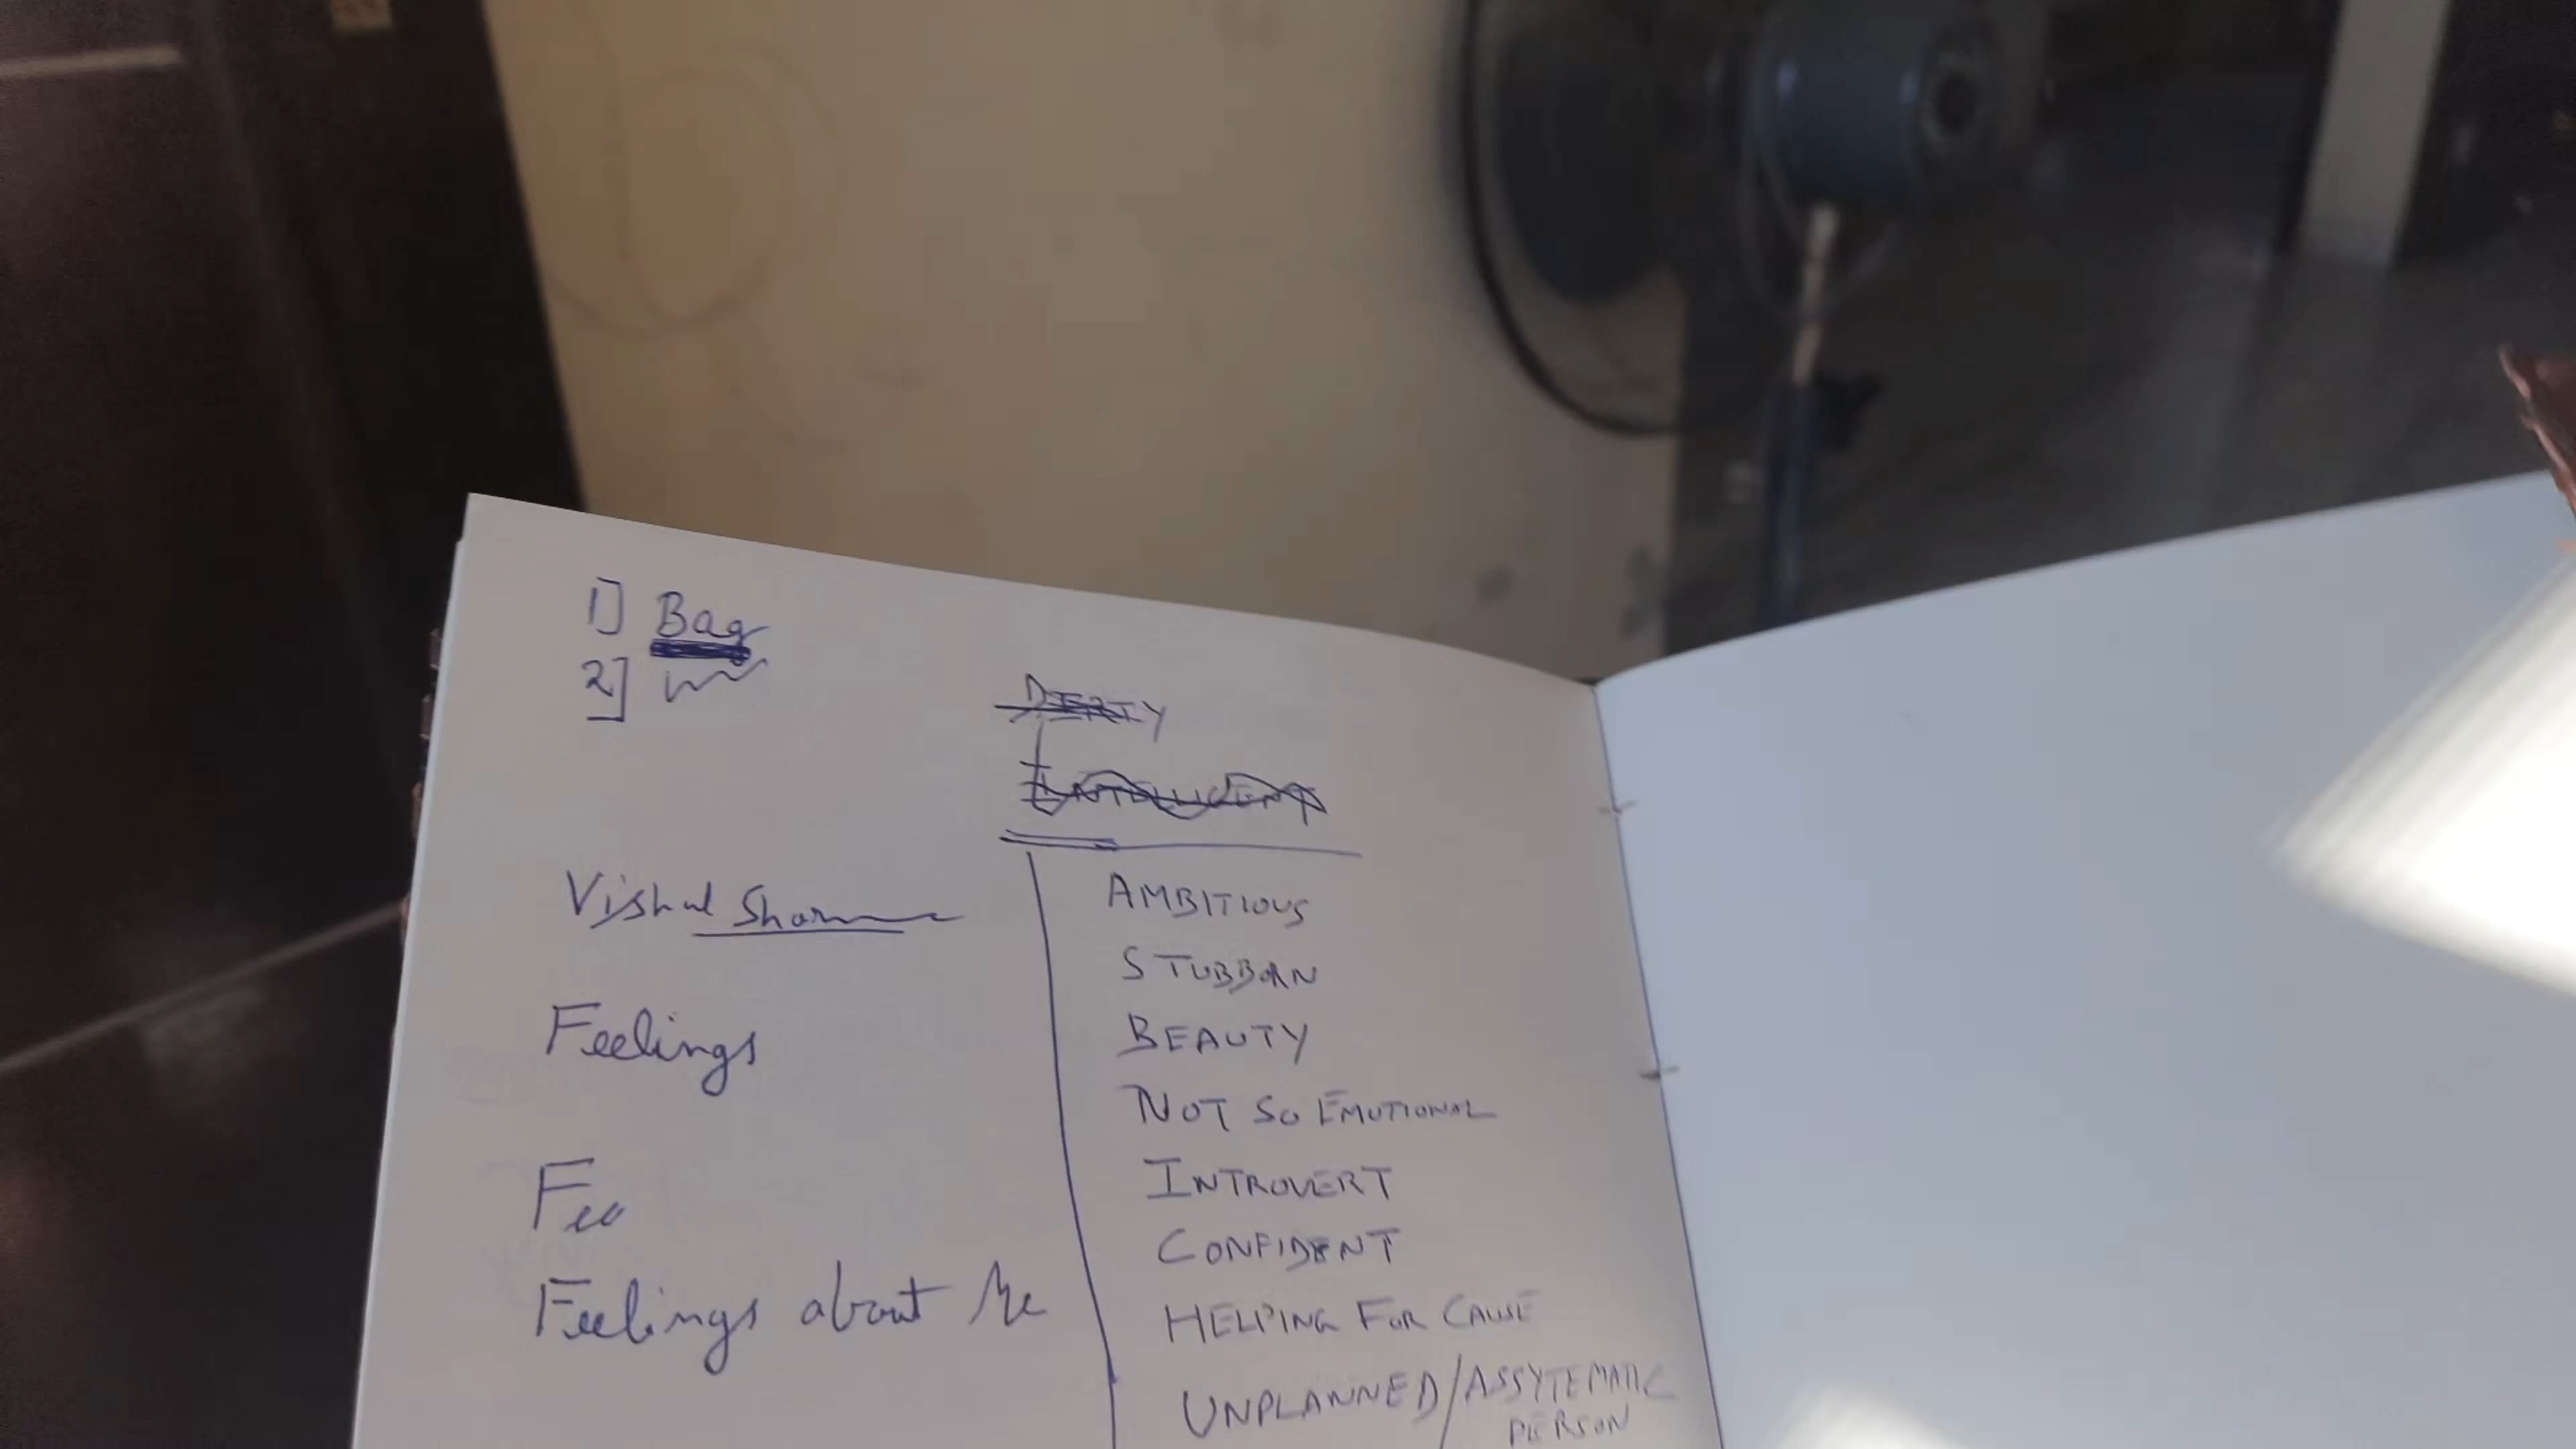 1] Bag
2]
Vishal Sharma
Feelings
Fee
Feelings about Me
AMBITIOUS
STUBBORN
BEAUTY
NOT SO EMOTIONAL
INTROVERT
CONFIDENT
HELPING FOR CAUSE
UNPLANNED/ASSYTEMATIC
PERSON